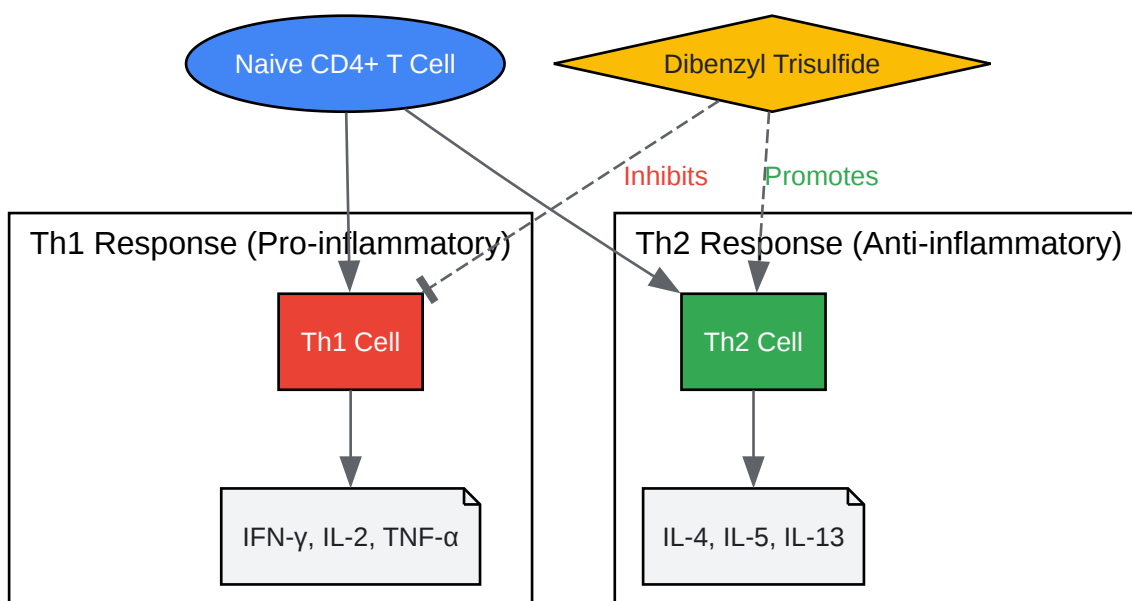 Naive CD4+ T Cell
Dibenzyl Trisulfide
Inhibits
Promotes
Th1 Response (Pro-inflammatory)
Th2 Response (Anti-inflammatory)
Th1 Cell
Th2 Cell
IFN-γ, IL-2, TNF-α
IL-4, IL-5, IL-13